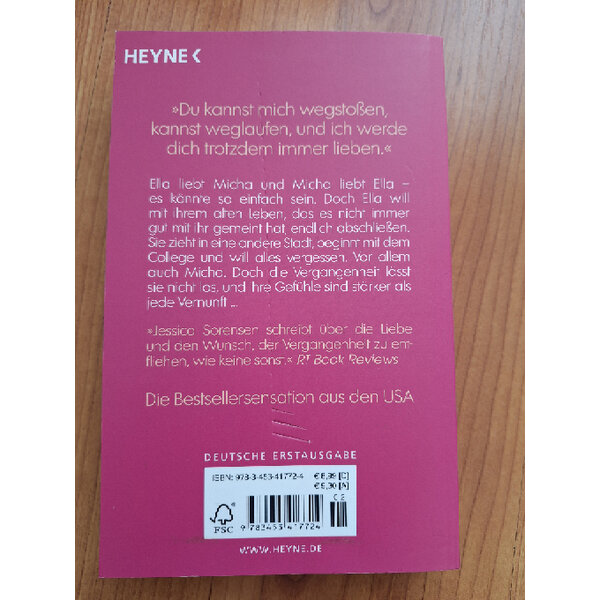 HEYNE
»Du kannst mich wegstoßen,
kannst weglaufen, und ich werde
dich trotzdem immer lieben.«
Ella liebt Micha und Micha liebt Ella –
es könnte so einfach sein. Doch Ella will
mit ihrem alten Leben, das es nicht immer
gut mit ihr gemeint hat, endlich abschließen.
Sie zieht in eine andere Stadt, beginnt mit dem
College und will alles vergessen. Vor allem
auch Micha. Doch die Vergangenheit lässt
sie nicht los, und ihre Gefühle sind stärker als
jede Vernunft ...
»Jessica Sorensen schreibt über die Liebe
und den Wunsch, der Vergangenheit zu ent-
fliehen, wie keine sonst.« RT Book Reviews
Die Bestsellersensation aus den USA
DEUTSCHE ERSTAUSGABE
ISBN: 978-3-453-41772-4
€ 8,99 [D]
€ 9,30 [A]
02
FSC
9 783453 417724
WWW.HEYNE.DE